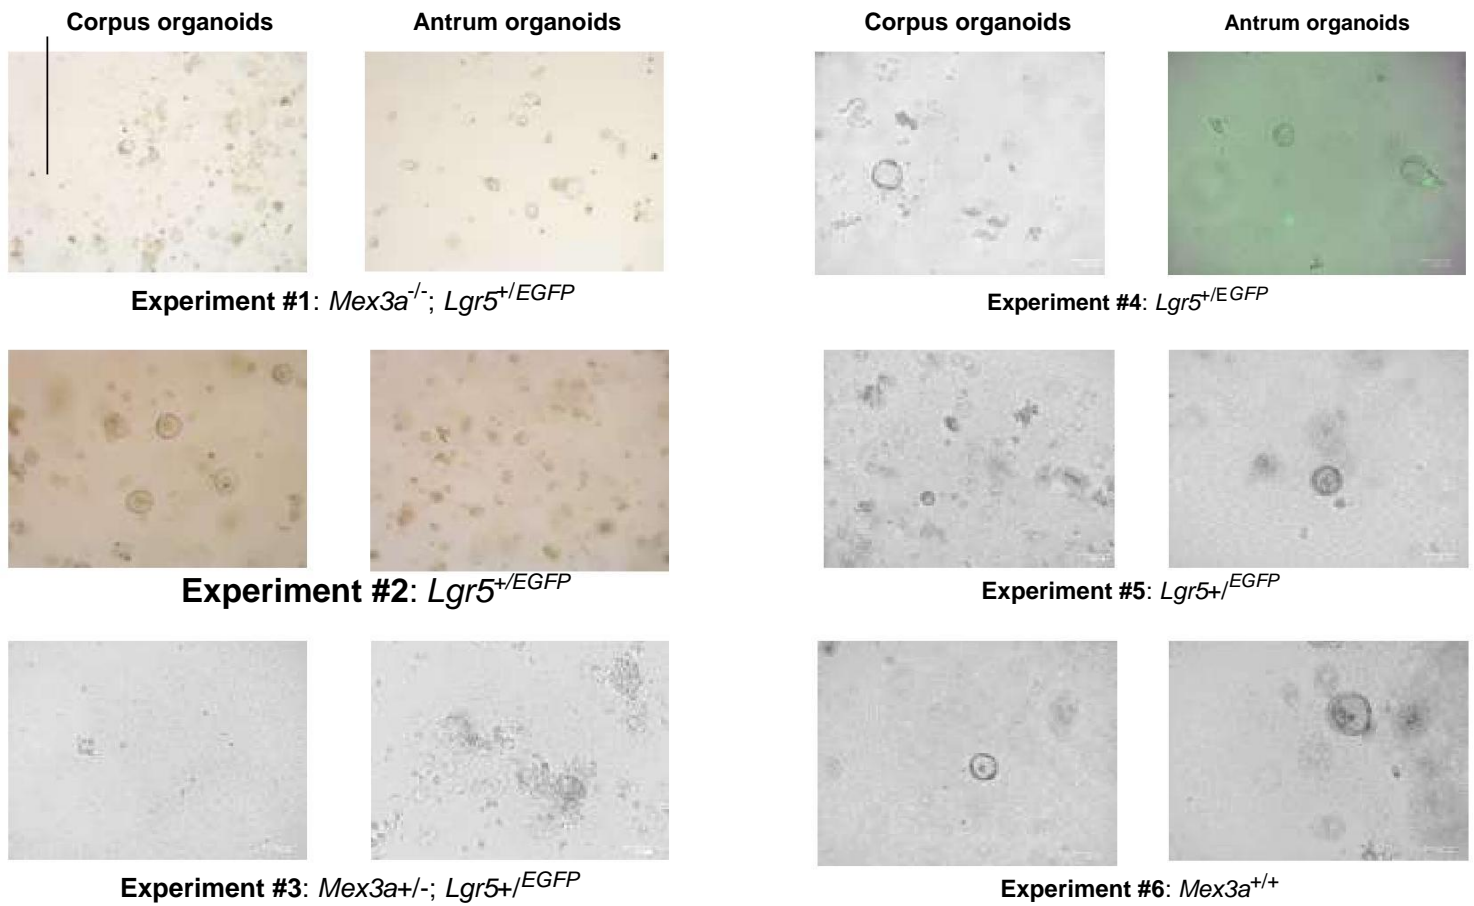 Corpus organoids Antrum organoids Corpus organoids Antrum organoids
Experiment #1: Mex3a-/-; Lgr5+/EGFP
Experiment #4: Lgr5+/EGFP
Experiment #2: Lgr5+/EGFP
Experiment #5: Lgr5+/EGFP
Experiment #3: Mex3a+/-; Lgr5+/EGFP
Experiment #6: Mex3a+/+